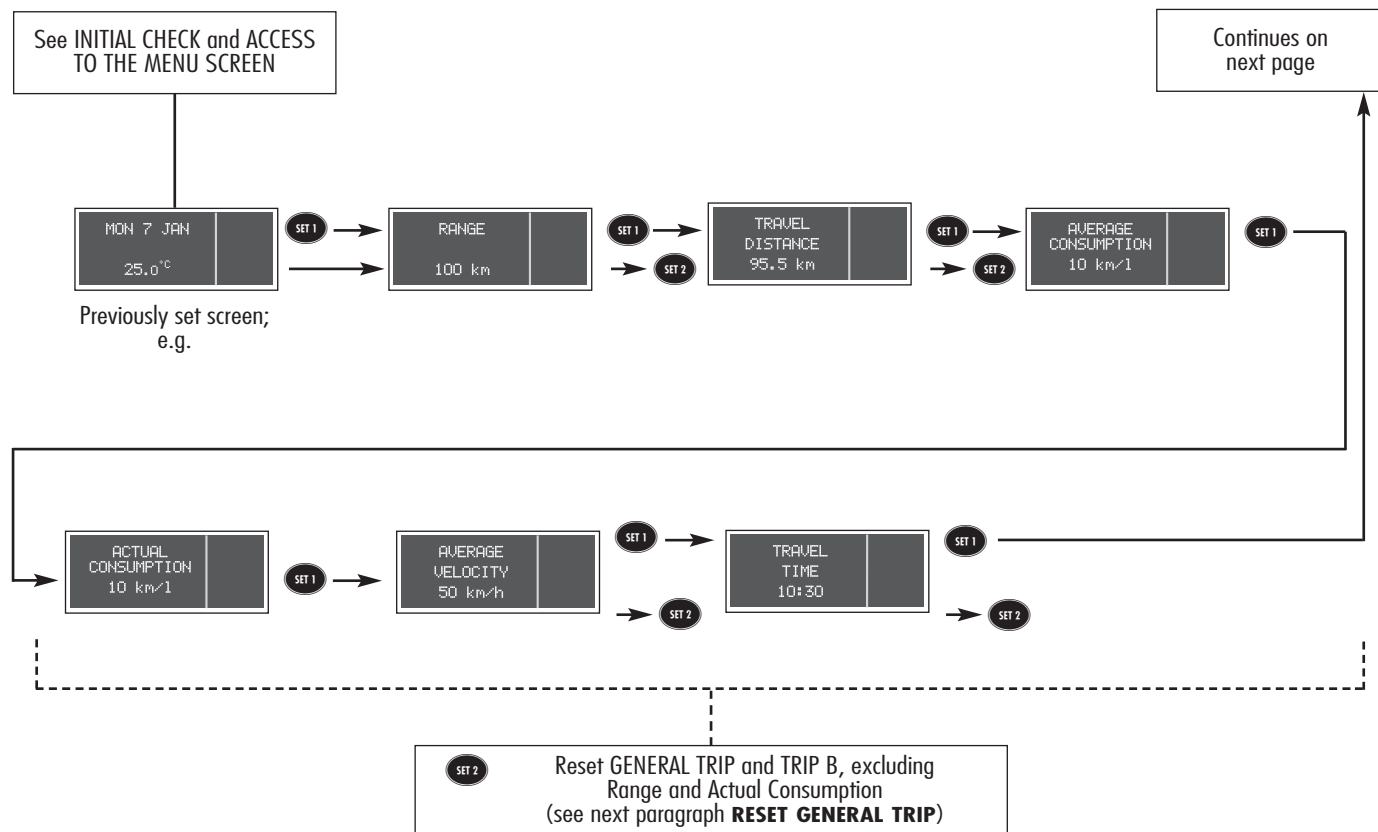 See INITIAL CHECK and ACCESS
TO THE MENU SCREEN
Continues on
next page
MON 7 JAN
25.0°C
SET 1
RANGE
100 km
SET 1
SET 2
TRAVEL
DISTANCE
95.5 km
SET 1
SET 2
AVERAGE
CONSUMPTION
10 km/l
SET 1
Previously set screen;
e.g.
ACTUAL
CONSUMPTION
10 km/l
SET 1
AVERAGE
VELOCITY
50 km/h
SET 1
SET 2
TRAVEL
TIME
10:30
SET 1
SET 2
SET 2
Reset GENERAL TRIP and TRIP B, excluding
Range and Actual Consumption
(see next paragraph RESET GENERAL TRIP)